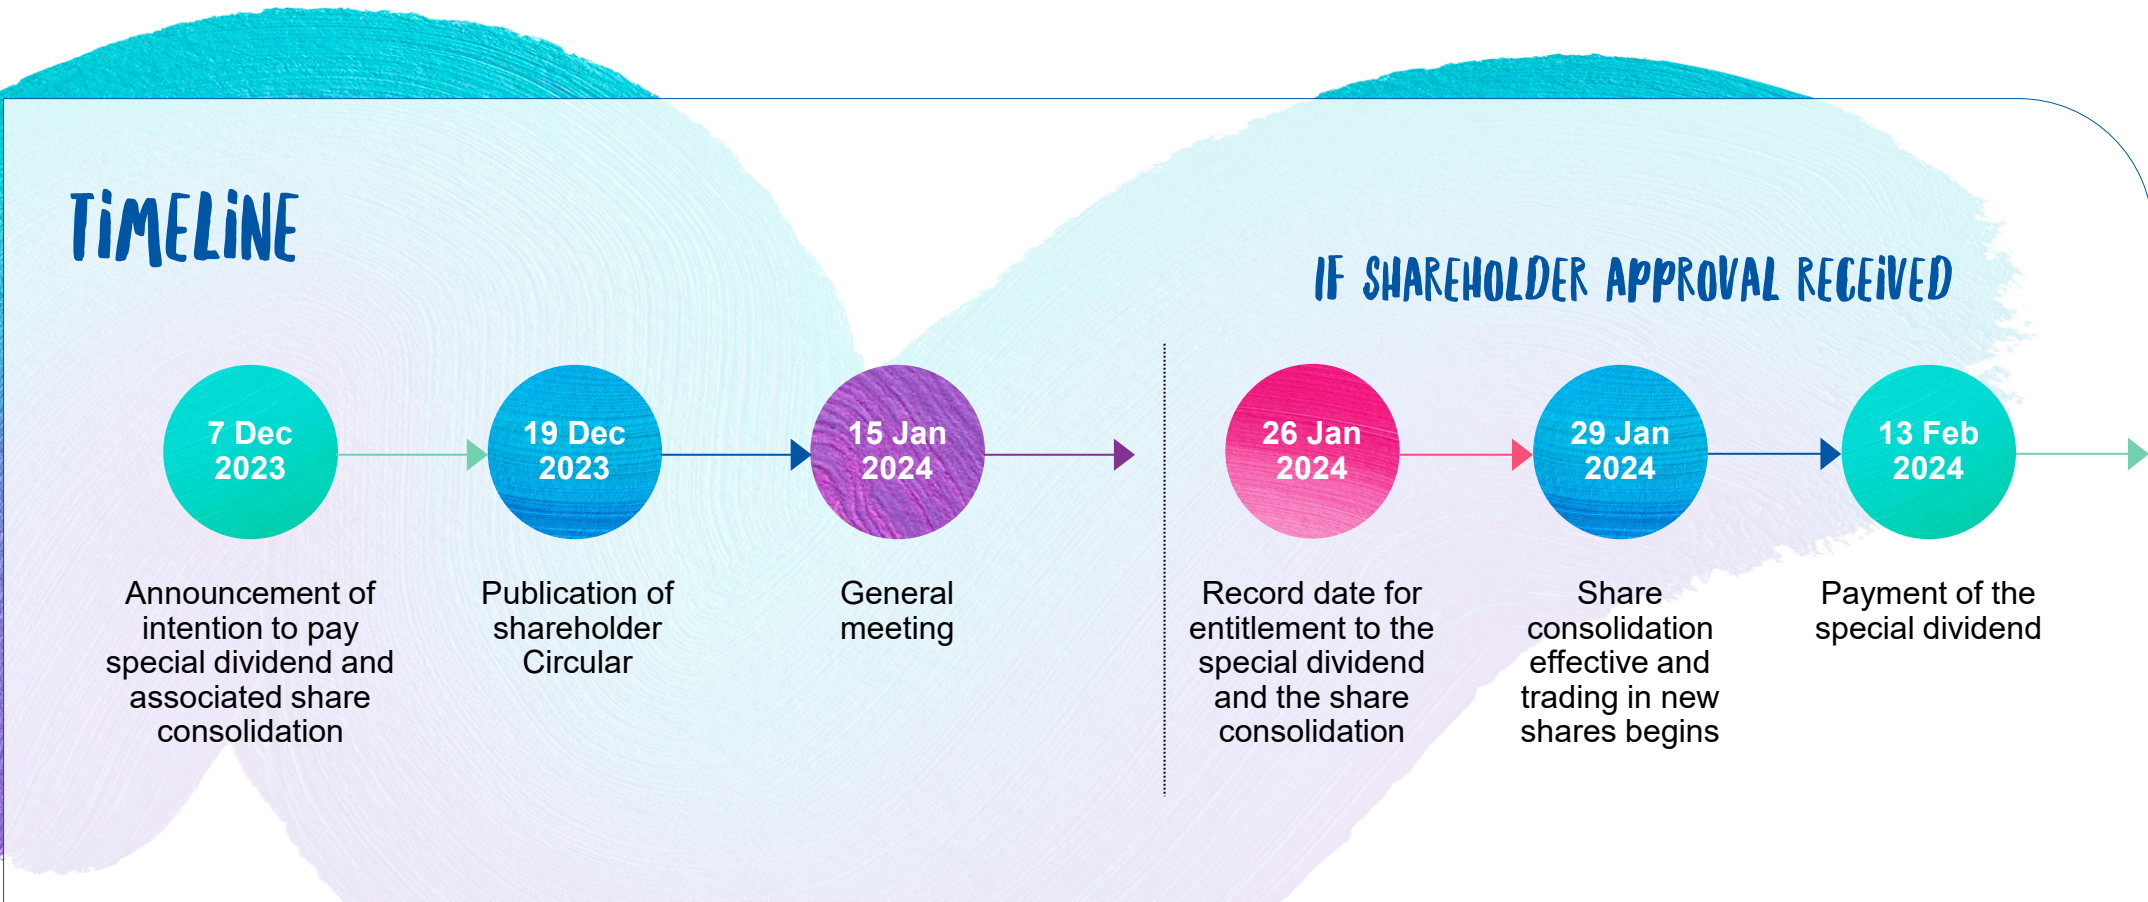 TiMELiNE
IF SHAREHOLDER APPROVAL RECEiVED
7 Dec
2023
Announcement of
intention to pay
special dividend and
associated share
consolidation
19 Dec
2023
Publication of
shareholder
Circular
15 Jan
2024
General
meeting
26 Jan
2024
Record date for
entitlement to the
special dividend
and the share
consolidation
29 Jan
2024
Share
consolidation
effective and
trading in new
shares begins
13 Feb
2024
Payment of the
special dividend